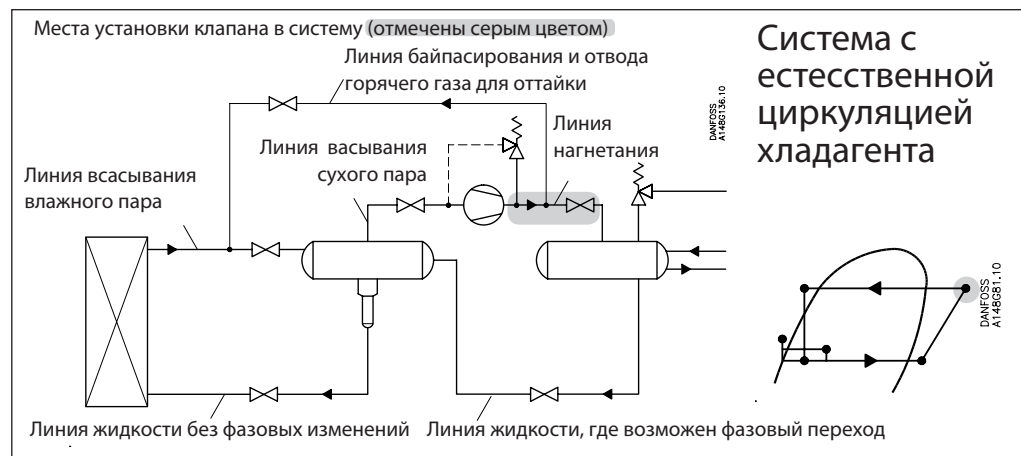 Места установки клапана в систему (отмечены серым цветом)
Линия байпасирования и отвода
горячего газа для оттайки
Система с
естесственной
циркуляцией
хладагента
DANFOSS
A148G136.10
Линия
нагнетания
Линия васывания
сухого пара
Линия всасывания
влажного пара
DANFOSS
A148G81.10
Линия жидкости без фазовых изменений
Линия жидкости, где возможен фазовый переход